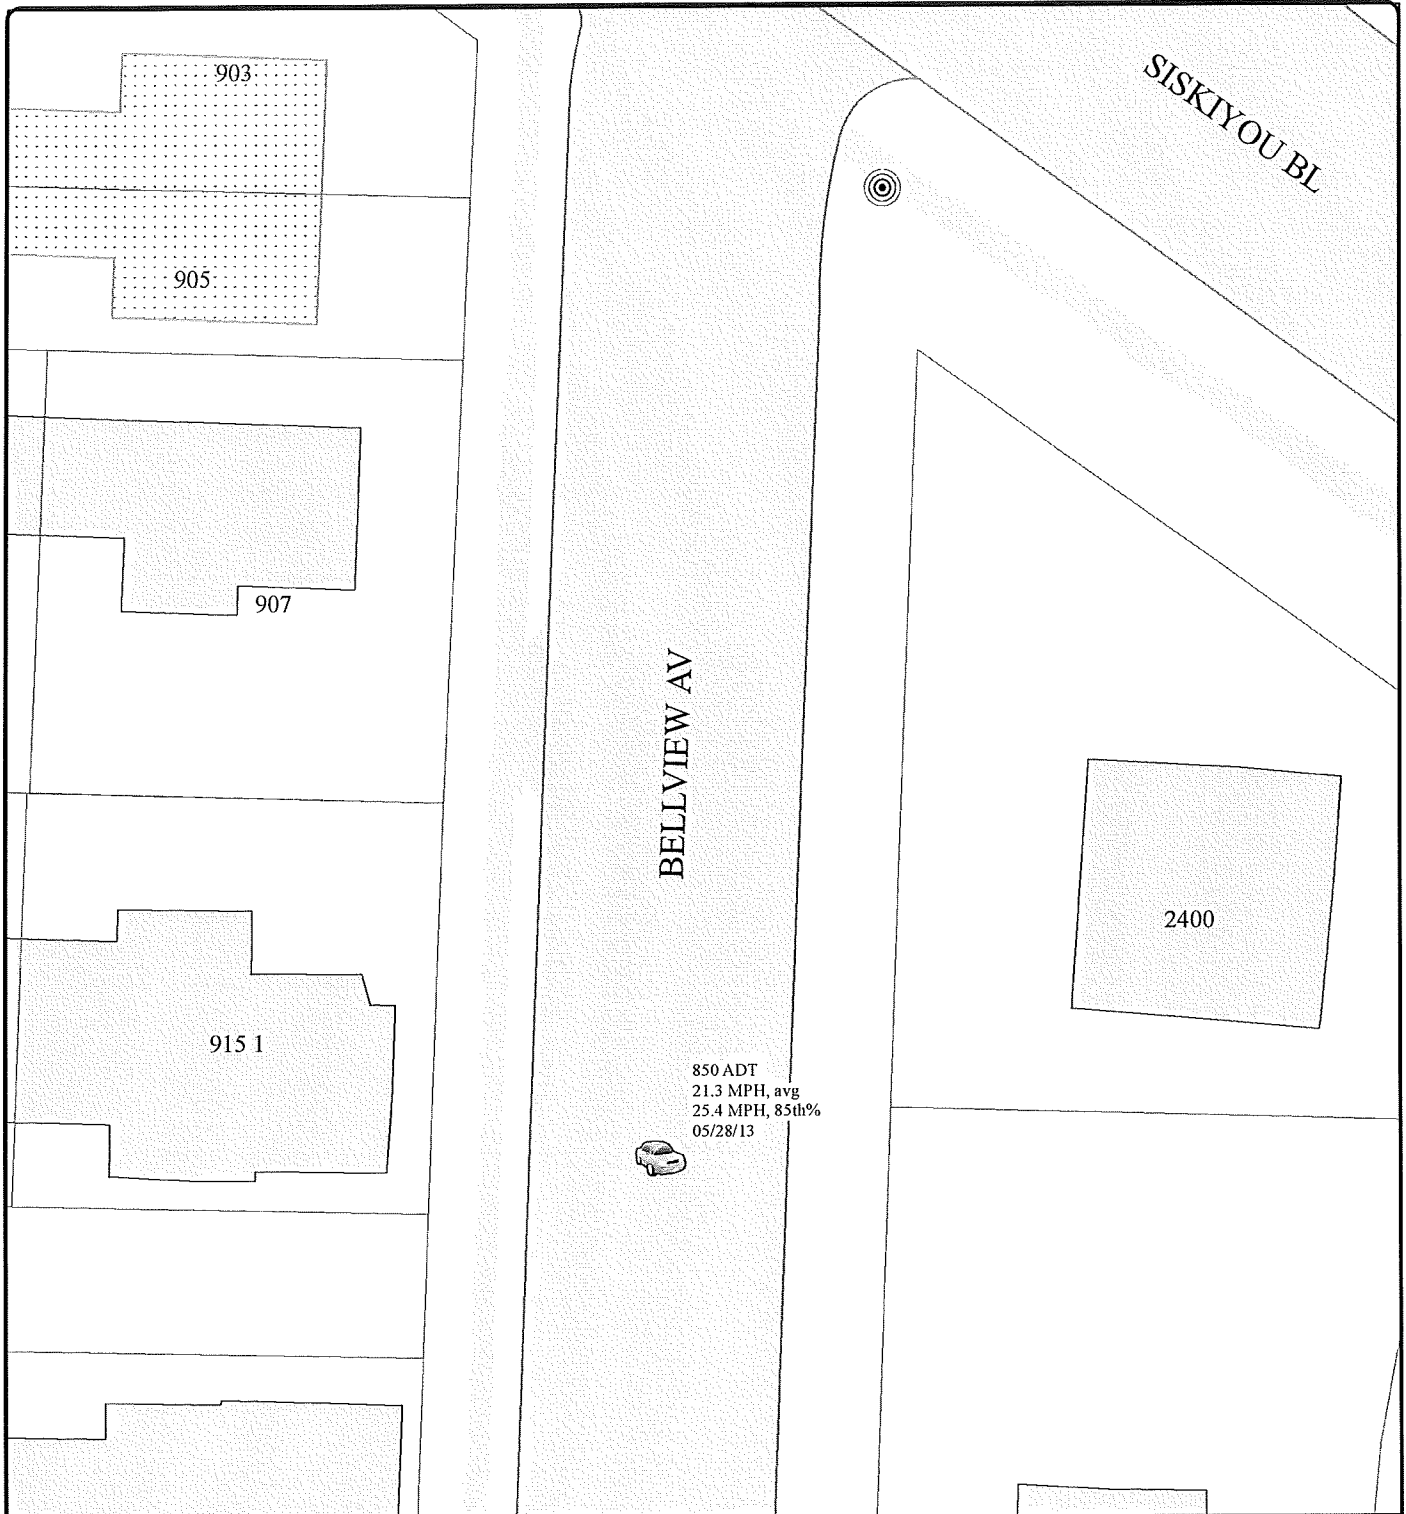 903
SISKIYOU BL
905
907
BELLVIEW AV
2400
915 1
850 ADT
21.3 MPH, avg
25.4 MPH, 85th%
05/28/13